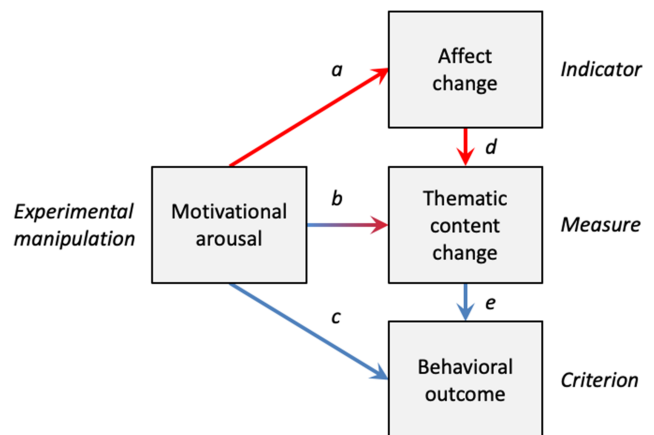 Affect
change
Indicator
a
d
Experimental
manipulation
Motivational
arousal
b
Thematic
content
change
Measure
c
e
Behavioral
outcome
Criterion